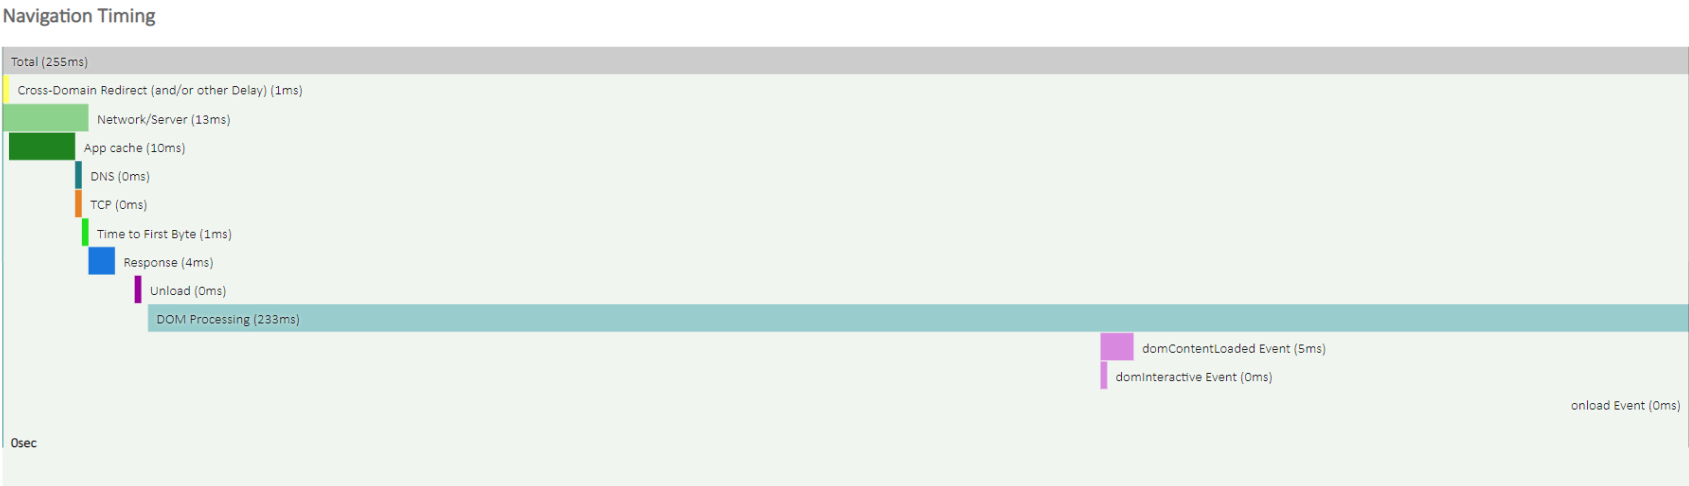 Navigation Timing
Total (255ms)
Cross-Domain Redirect (and/or other Delay) (1ms)
Network/Server (13ms)
App cache (10ms)
DNS (0ms)
TCP (0ms)
Time to First Byte (1ms)
Response (4ms)
Unload (0ms)
DOM Processing (233ms)
domContentLoaded Event (5ms)
domInteractive Event (0ms)
onload Event (0ms)
0sec